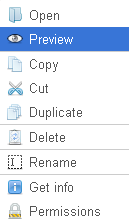 Open
Preview
Copy
Cut
Duplicate
Delete
Rename
Get info
Permissions